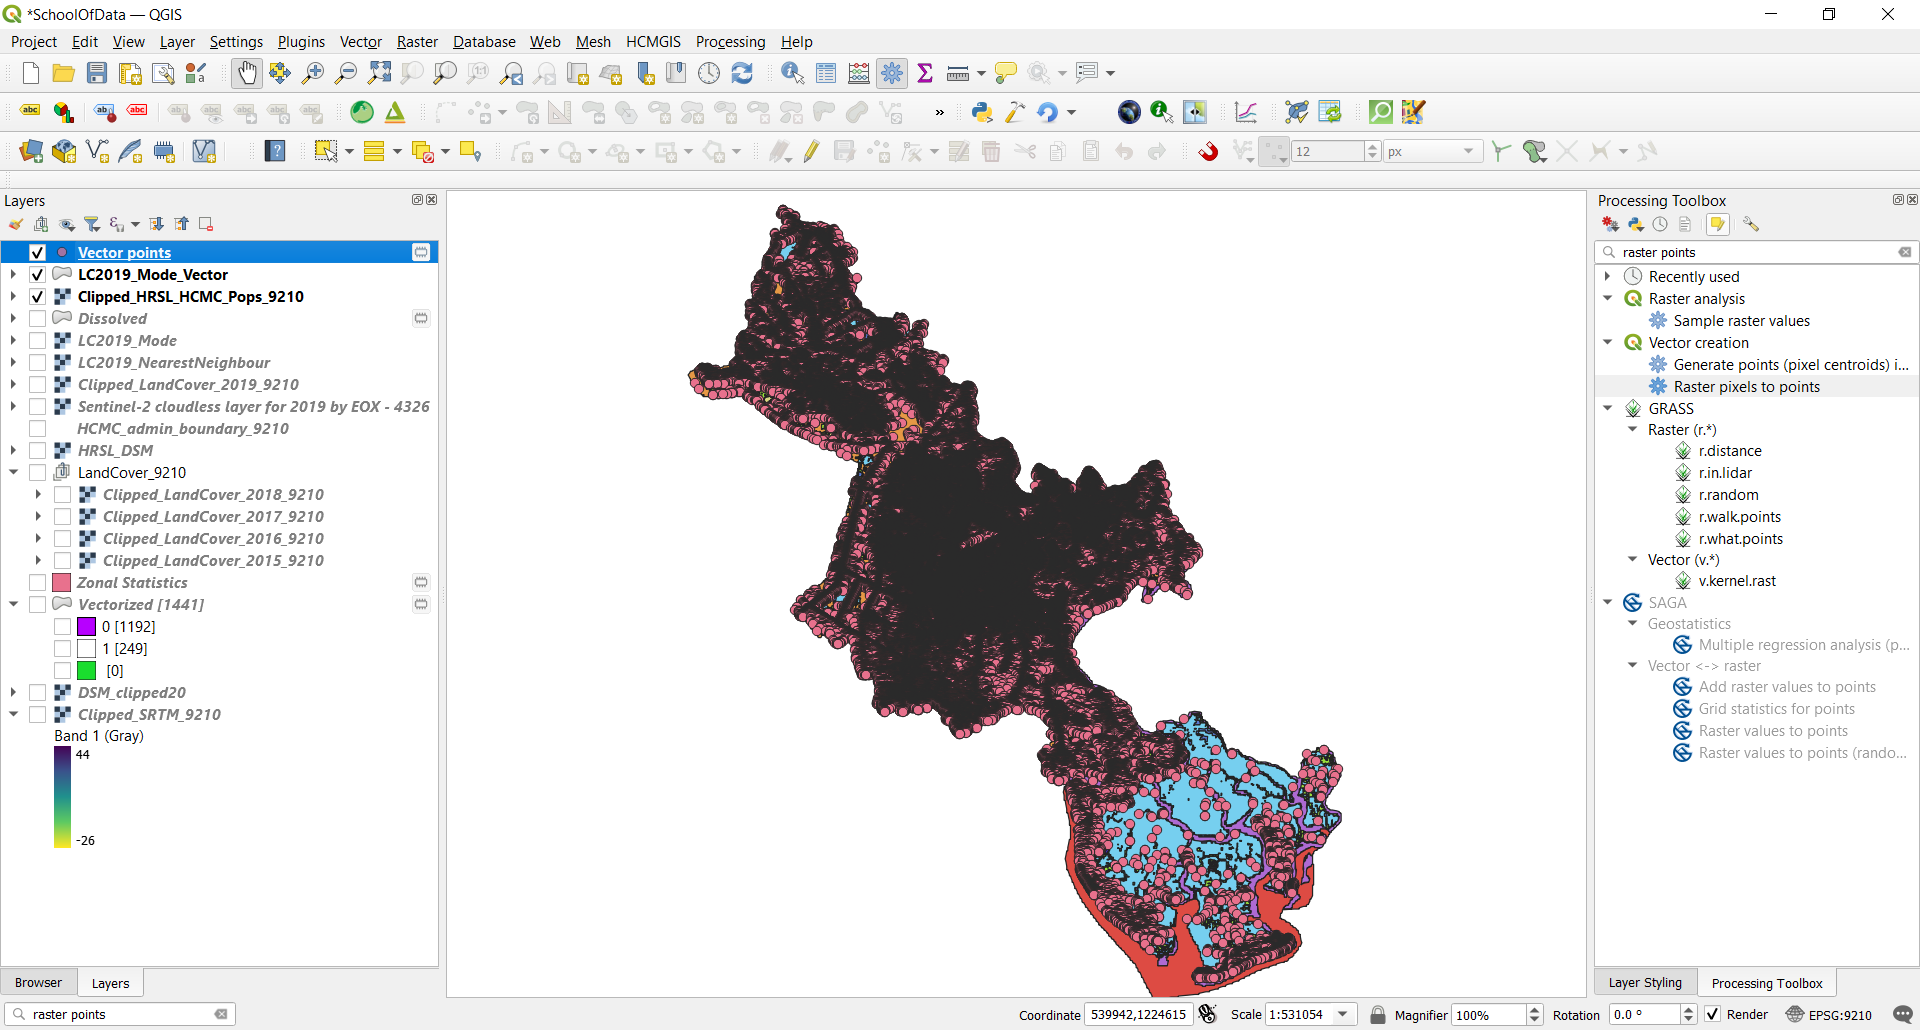 *SchoolOfData — QGIS
Project Edit View Layer Settings Plugins Vector Raster Database Web Mesh HCMGIS Processing Help
12 px
Layers
Vector points
LC2019_Mode_Vector
Clipped_HRSL_HCMC_Pops_9210
Dissolved
LC2019_Mode
LC2019_NearestNeighbour
Clipped_LandCover_2019_9210
Sentinel-2 cloudless layer for 2019 by EOX - 4326
HCMC_admin_boundary_9210
HRSL_DSM
LandCover_9210
Clipped_LandCover_2018_9210
Clipped_LandCover_2017_9210
Clipped_LandCover_2016_9210
Clipped_LandCover_2015_9210
Zonal Statistics
Vectorized [1441]
0 [1192]
1 [249]
[0]
DSM_clipped20
Clipped_SRTM_9210
Band 1 (Gray)
44
-26
Browser Layers
Processing Toolbox
raster points
Recently used
Raster analysis
Sample raster values
Vector creation
Generate points (pixel centroids) i...
Raster pixels to points
GRASS
Raster (r.*)
r.distance
r.in.lidar
r.random
r.walk.points
r.what.points
Vector (v.*)
v.kernel.rast
SAGA
Geostatistics
Multiple regression analysis (p...
Vector <-> raster
Add raster values to points
Grid statistics for points
Raster values to points
Raster values to points (rando...
Layer Styling Processing Toolbox
raster points
Coordinate 539942,1224615 Scale 1:531054 Magnifier 100% Rotation 0.0 ° Render EPSG:9210